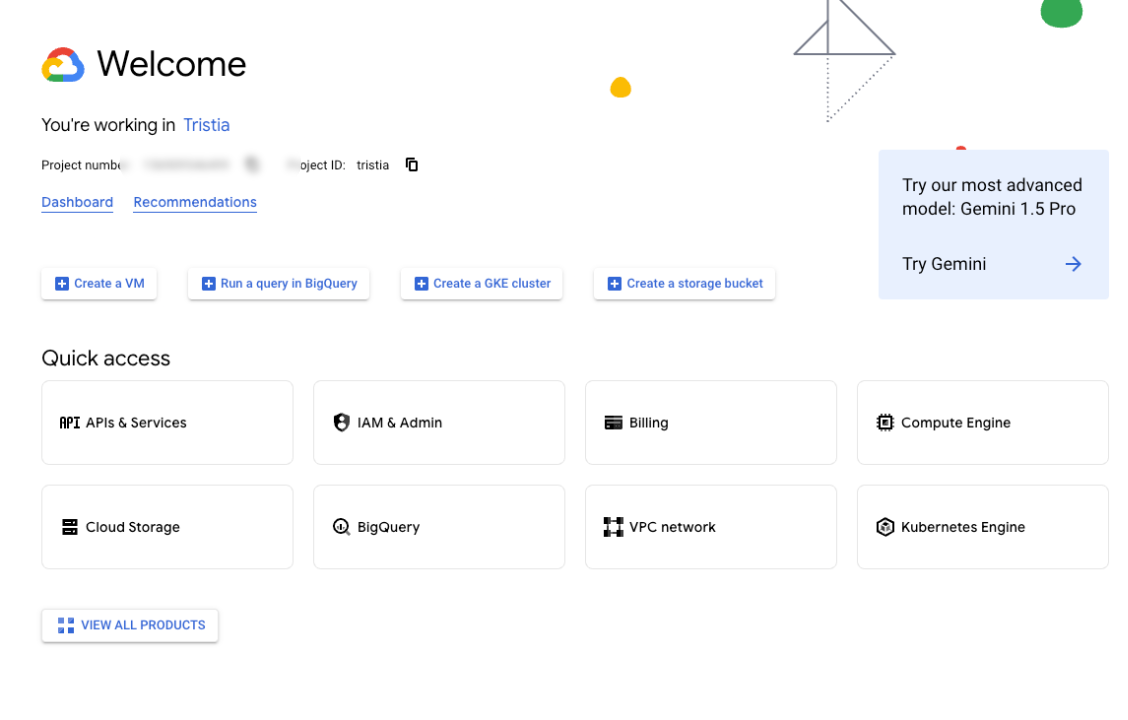 Welcome
You're working in Tristia
Project numbe oject ID: tristia
Dashboard Recommendations
Try our most advanced
model: Gemini 1.5 Pro
Try Gemini
Create a VM Run a query in BigQuery Create a GKE cluster Create a storage bucket
Quick access
API APIs & Services IAM & Admin Billing Compute Engine
Cloud Storage BigQuery VPC network Kubernetes Engine
VIEW ALL PRODUCTS